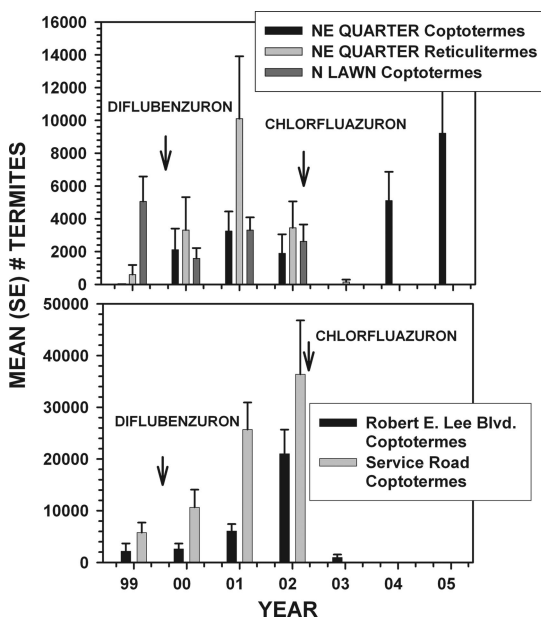 NE QUARTER Coptotermes
NE QUARTER Reticulitermes
N LAWN Coptotermes
MEAN (SE) # TERMITES
16000
14000
12000
10000
8000
6000
4000
2000
0
DIFLUBENZURON
CHLORFLUAZURON
50000
40000
30000
20000
10000
0
CHLORFLUAZURON
DIFLUBENZURON
Robert E. Lee Blvd.
Coptotermes
Service Road
Coptotermes
99 00 01 02 03 04 05
YEAR